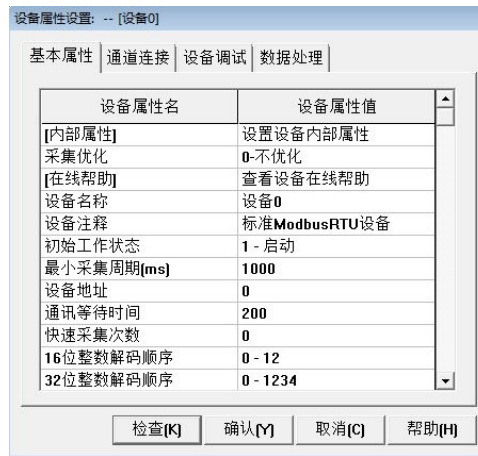 设备属性设置: -- [设备0]
基本属性 通道连接 设备调试 数据处理
设备属性名 设备属性值
[内部属性] 设置设备内部属性
采集优化 0-不优化
[在线帮助] 查看设备在线帮助
设备名称 设备0
设备注释 标准ModbusRTU设备
初始工作状态 1 - 启动
最小采集周期(ms) 1000
设备地址 0
通讯等待时间 200
快速采集次数 0
16位整数解码顺序 0 - 12
32位整数解码顺序 0 - 1234
检查(K) 确认(Y) 取消(C) 帮助(H)